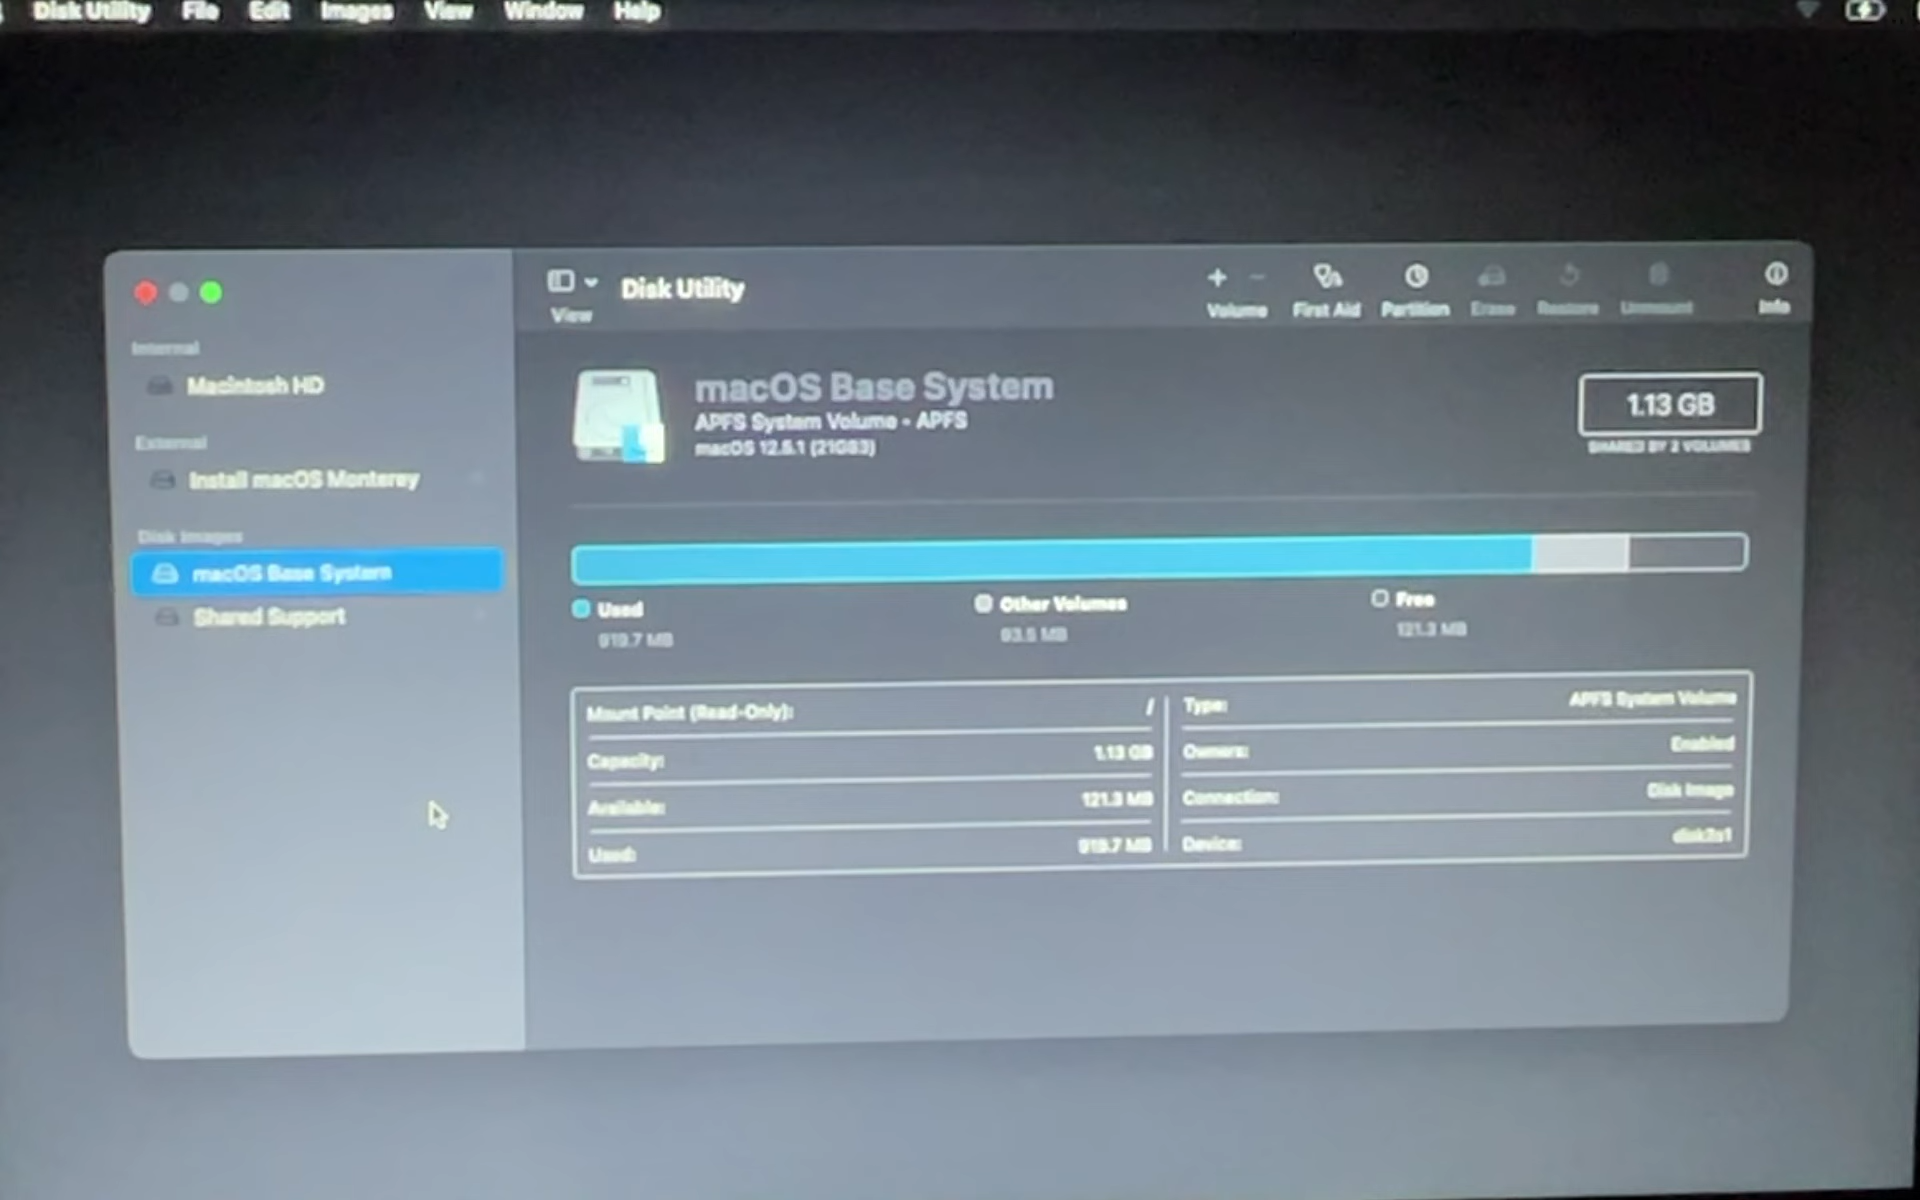 Disk Utility File Edit Images View Window Help
Disk Utility
View
Volume First Aid Partition Erase Restore Unmount Info
Internal
Macintosh HD
External
Install macOS Monterey
Disk Images
macOS Base System
Shared Support
macOS Base System
APFS System Volume • APFS
macOS 12.5.1 (21G83)
1.13 GB
SHARED BY 2 VOLUMES
Used
919.7 MB
Other Volumes
93.5 MB
Free
121.3 MB
Mount Point (Read-Only): /
Capacity: 1.13 GB
Available: 121.3 MB
Used: 919.7 MB
Type: APFS System Volume
Owners: Enabled
Connection: Disk Image
Device: